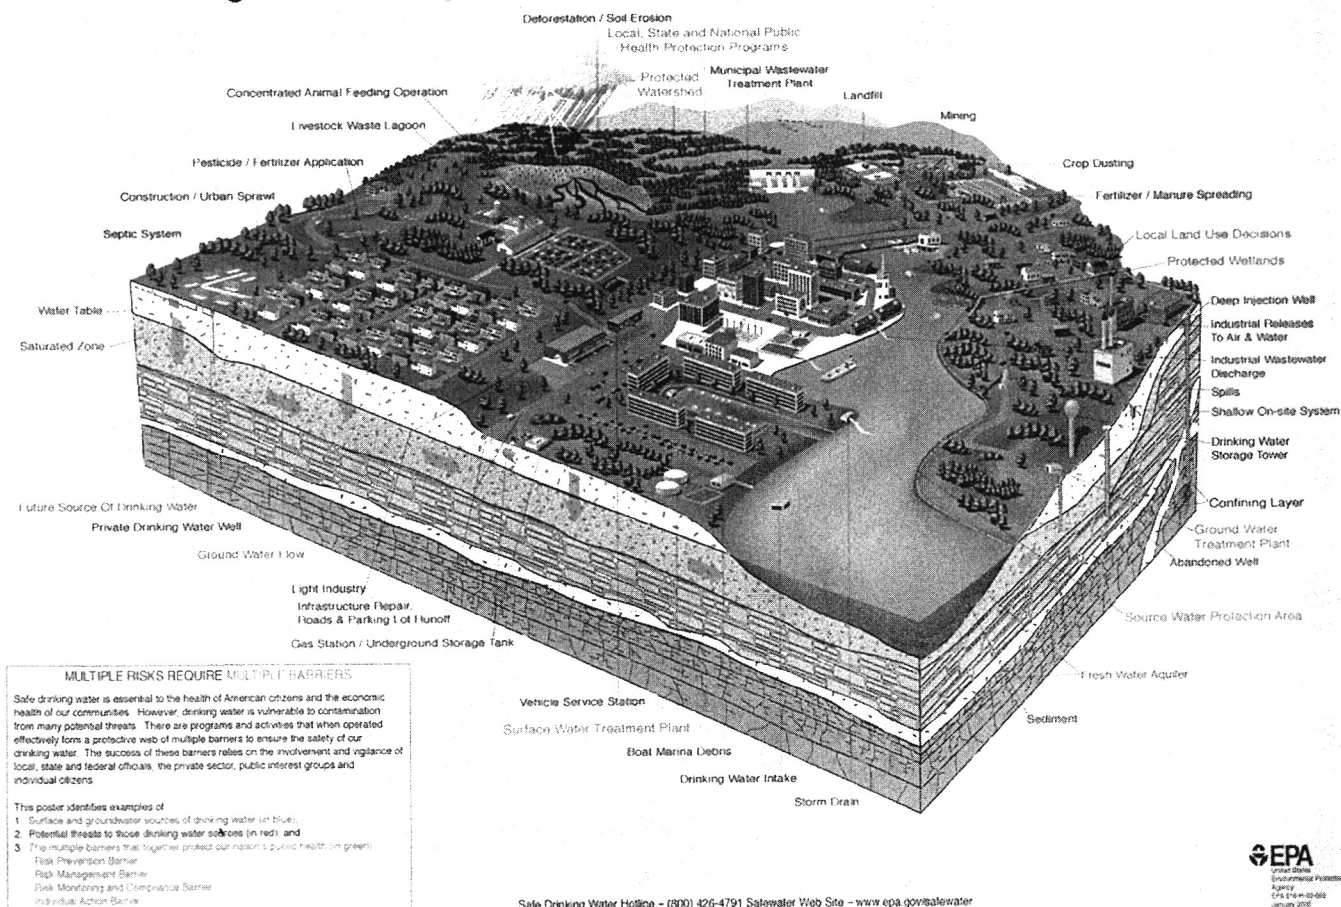 Deforestation / Soil Erosion
Local, State and National Public
Health Protection Programs
Protected
Watershed
Municipal Wastewater
Treatment Plant
Landfill
Mining
Concentrated Animal Feeding Operation
Livestock Waste Lagoon
Pesticide / Fertilizer Application
Construction / Urban Sprawl
Septic System
Crop Dusting
Fertilizer / Manure Spreading
Local Land Use Decisions
Protected Wetlands
Water Table
Saturated Zone
Deep Injection Well
Industrial Releases
To Air & Water
Industrial Wastewater
Discharge
Spills
Shallow On-site System
Drinking Water
Storage Tower
Confining Layer
Ground Water
Treatment Plant
Abandoned Well
Source Water Protection Area
Fresh Water Aquifer
Sediment
Future Source Of Drinking Water
Private Drinking Water Well
Ground Water Flow
Light Industry
Infrastructure Repair,
Roads & Parking Lot Runoff
Gas Station / Underground Storage Tank
Vehicle Service Station
Surface Water Treatment Plant
Boat Marina Debris
Drinking Water Intake
Storm Drain
MULTIPLE RISKS REQUIRE MULTIPLE BARRIERS
Safe drinking water is essential to the health of American citizens and the economic
health of our communities. However, drinking water is vulnerable to contamination
from many potential threats. There are programs and activities that when operated
effectively form a protective web of multiple barriers to ensure the safety of our
drinking water. The success of these barriers relies on the involvement and vigilance of
local, state and federal officials, the private sector, public interest groups and
individual citizens.
This poster identifies examples of
1. Surface and groundwater sources of drinking water (in blue),
2. Potential threats to those drinking water sources (in red) and
3. The multiple barriers that together protect our nation's public health (in green)
Risk Prevention Barrier
Risk Management Barrier
Risk Monitoring and Compliance Barrier
Individual Action Barrier
Safe Drinking Water Hotline – (800) 426-4791 Safewater Web Site – www.epa.gov/safewater
EPA
United States
Environmental Protection
Agency